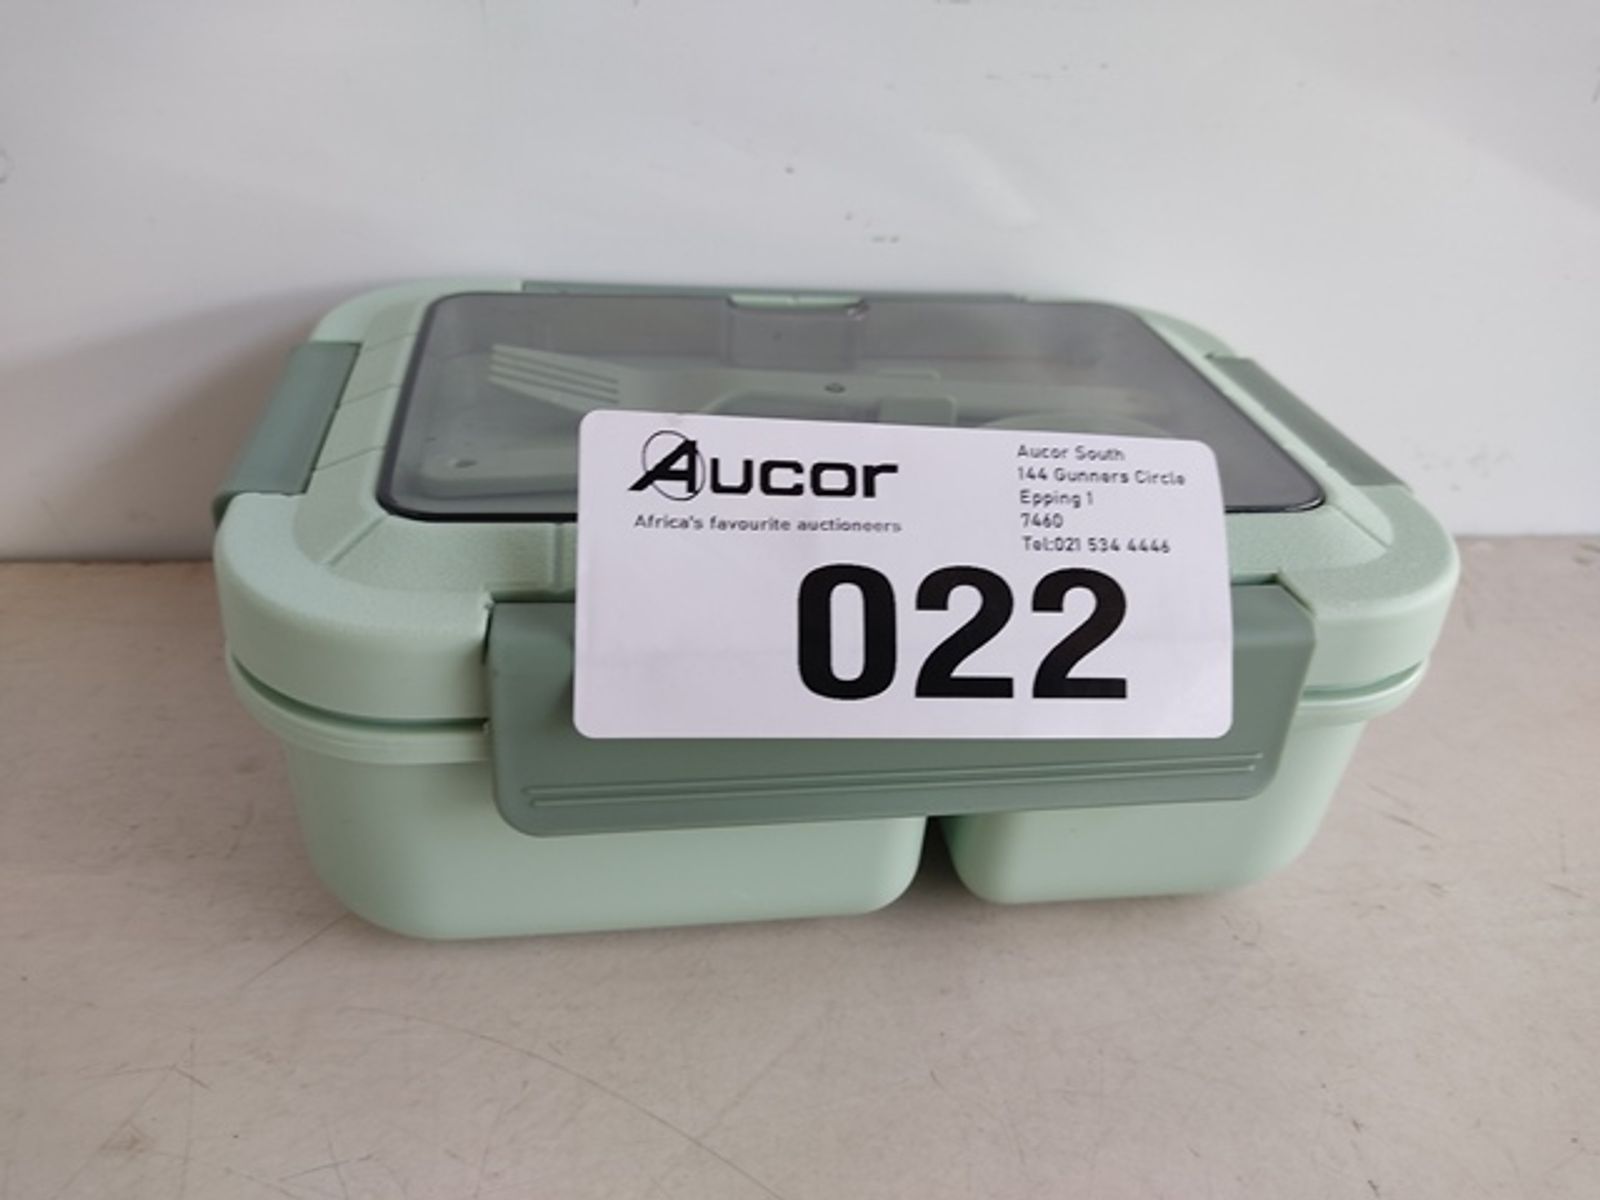 Aucor
Africa's favourite auctioneers
Aucor South
144 Gunners Circle
Epping 1
7460
Tel:021 534 4446
022